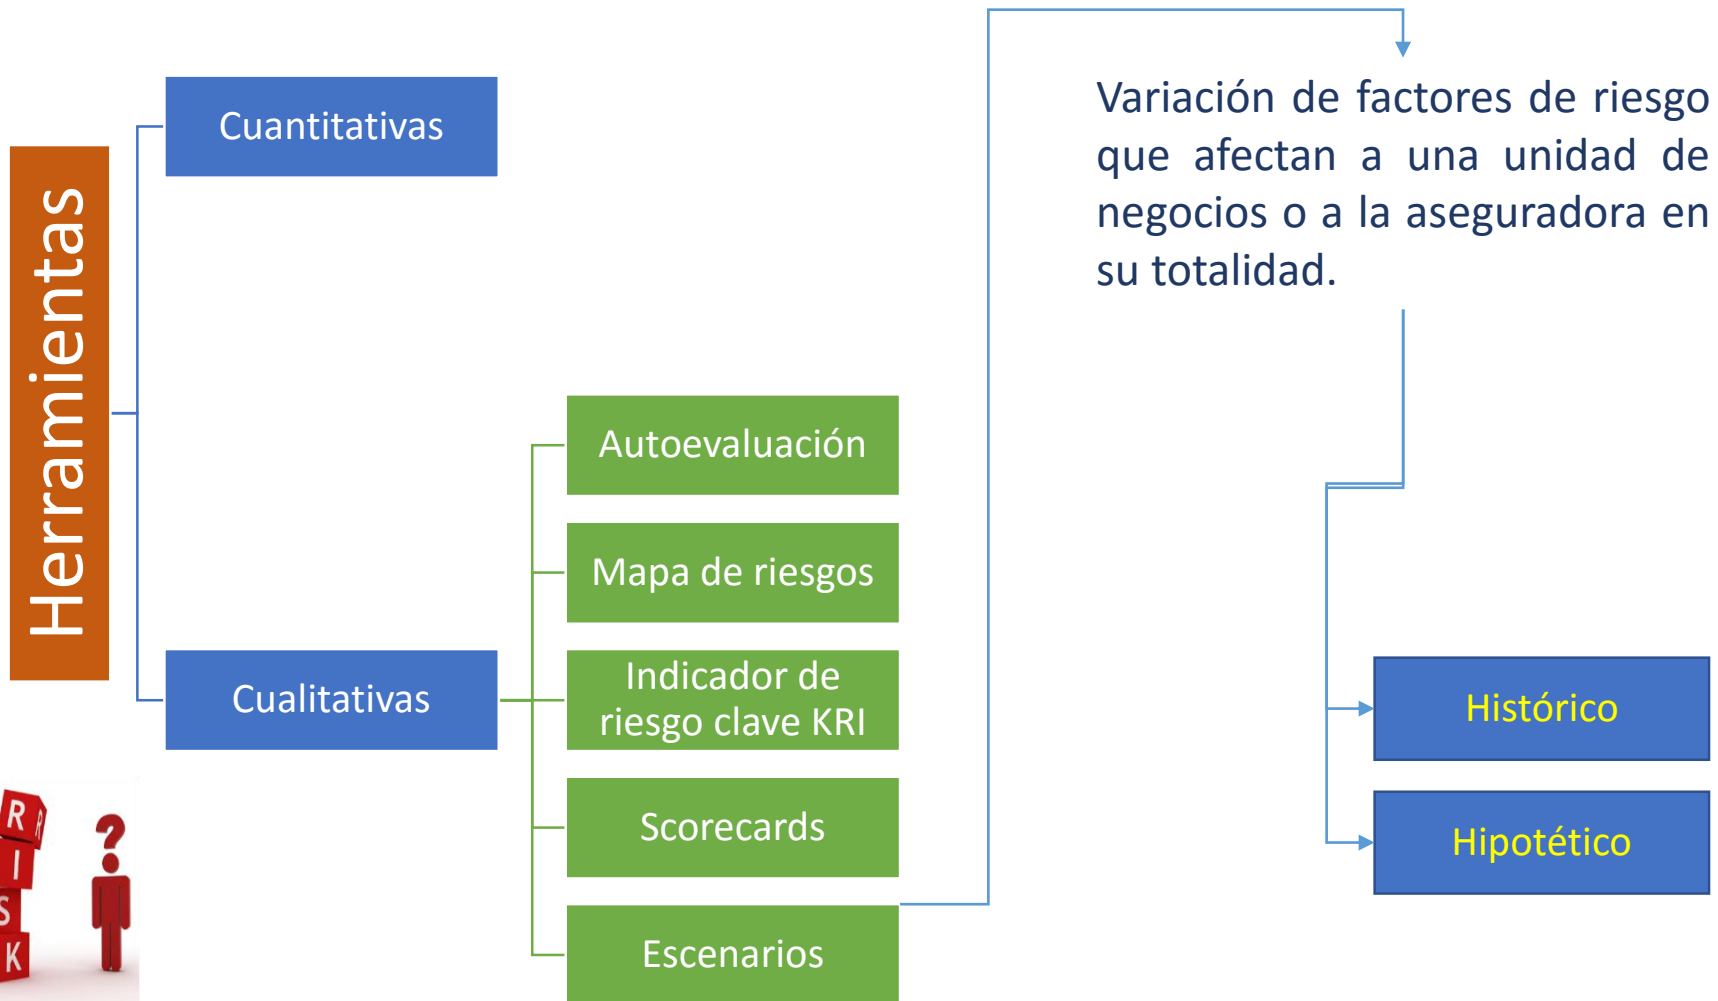 Herramientas
Cuantitativas
Cualitativas
Autoevaluación
Mapa de riesgos
Indicador de
riesgo clave KRI
Scorecards
Escenarios
Variación de factores de riesgo
que afectan a una unidad de
negocios o a la aseguradora en
su totalidad.
Histórico
Hipotético
R R
I
S
K
?